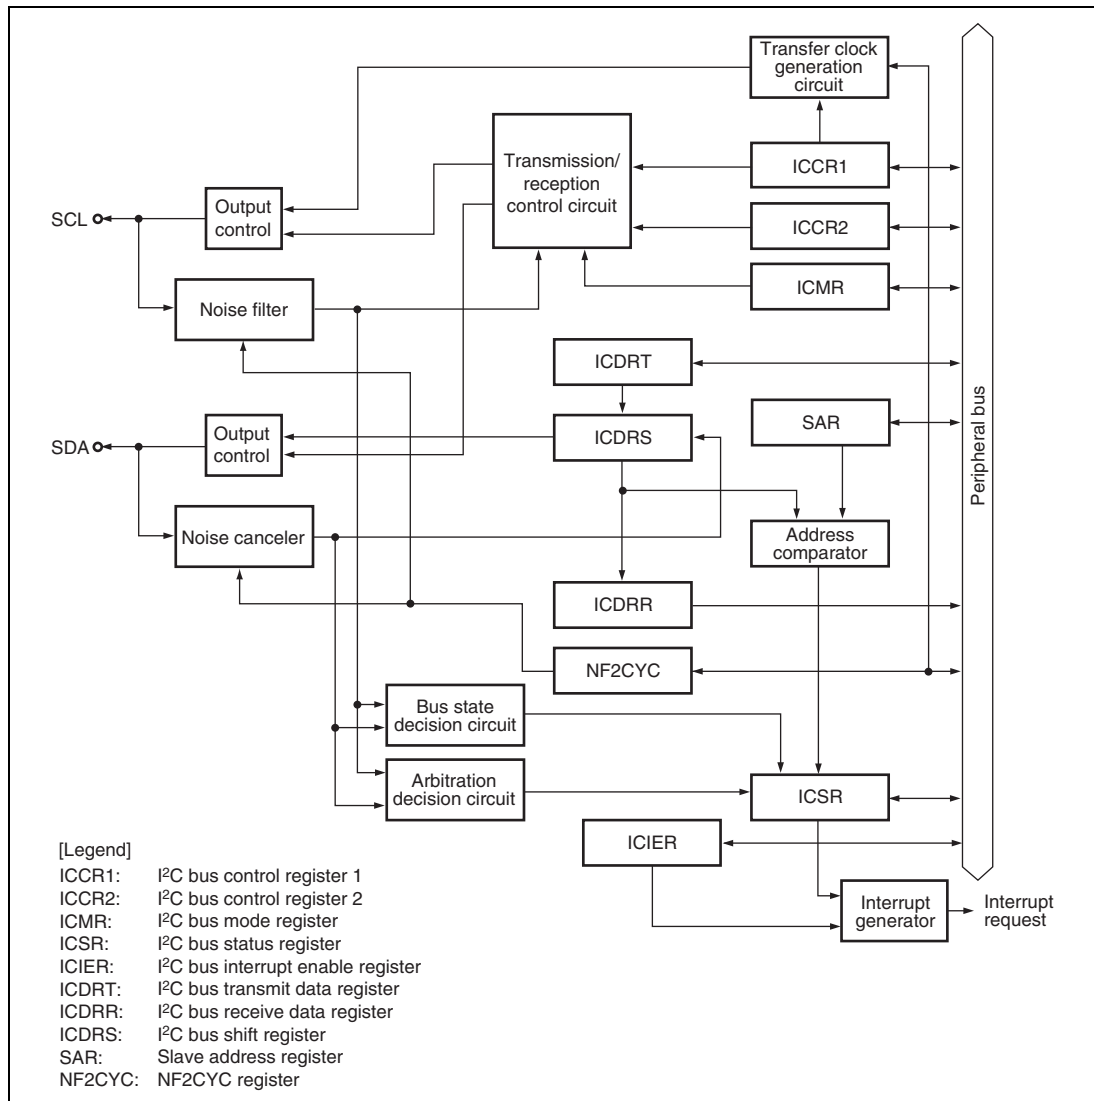 Transfer clock
generation
circuit
Transmission/
reception
control circuit
ICCR1
Output
control
SCL
ICCR2
ICMR
Noise filter
ICDRT
SAR
Peripheral bus
Output
control
SDA
ICDRS
Noise canceler
Address
comparator
ICDRR
NF2CYC
Bus state
decision circuit
Arbitration
decision circuit
ICSR
ICIER
Interrupt
generator
Interrupt
request
[Legend]
ICCR1: I²C bus control register 1
ICCR2: I²C bus control register 2
ICMR: I²C bus mode register
ICSR: I²C bus status register
ICIER: I²C bus interrupt enable register
ICDRT: I²C bus transmit data register
ICDRR: I²C bus receive data register
ICDRS: I²C bus shift register
SAR: Slave address register
NF2CYC: NF2CYC register